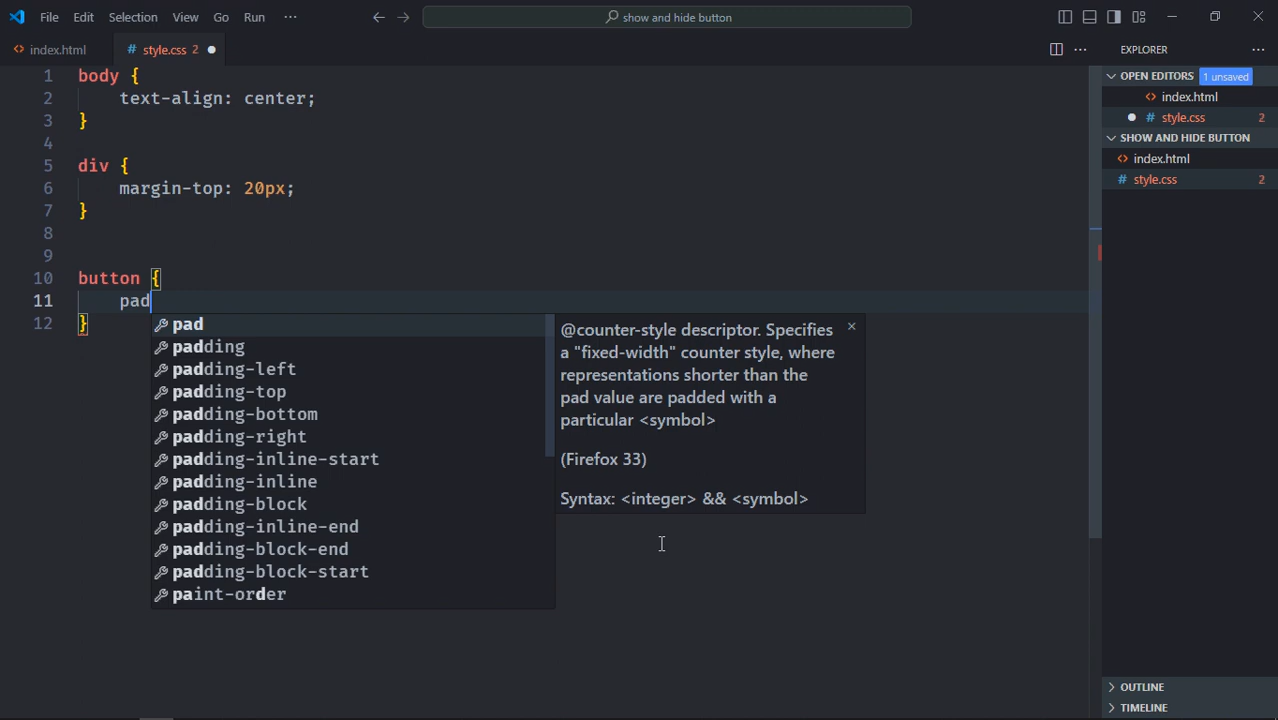 File Edit Selection View Go Run ··· show and hide button
index.html style.css 2
EXPLORER
1 body {
2 text-align: center;
3 }
4
5 div {
6 margin-top: 20px;
7 }
8
9
10 button {
11 pad
12 }
pad
padding
padding-left
padding-top
padding-bottom
padding-right
padding-inline-start
padding-inline
padding-block
padding-inline-end
padding-block-end
padding-block-start
paint-order
@counter-style descriptor. Specifies
a "fixed-width" counter style, where
representations shorter than the
pad value are padded with a
particular <symbol>
(Firefox 33)
Syntax: <integer> && <symbol>
OPEN EDITORS 1 unsaved
index.html
style.css 2
SHOW AND HIDE BUTTON
index.html
style.css 2
OUTLINE
TIMELINE